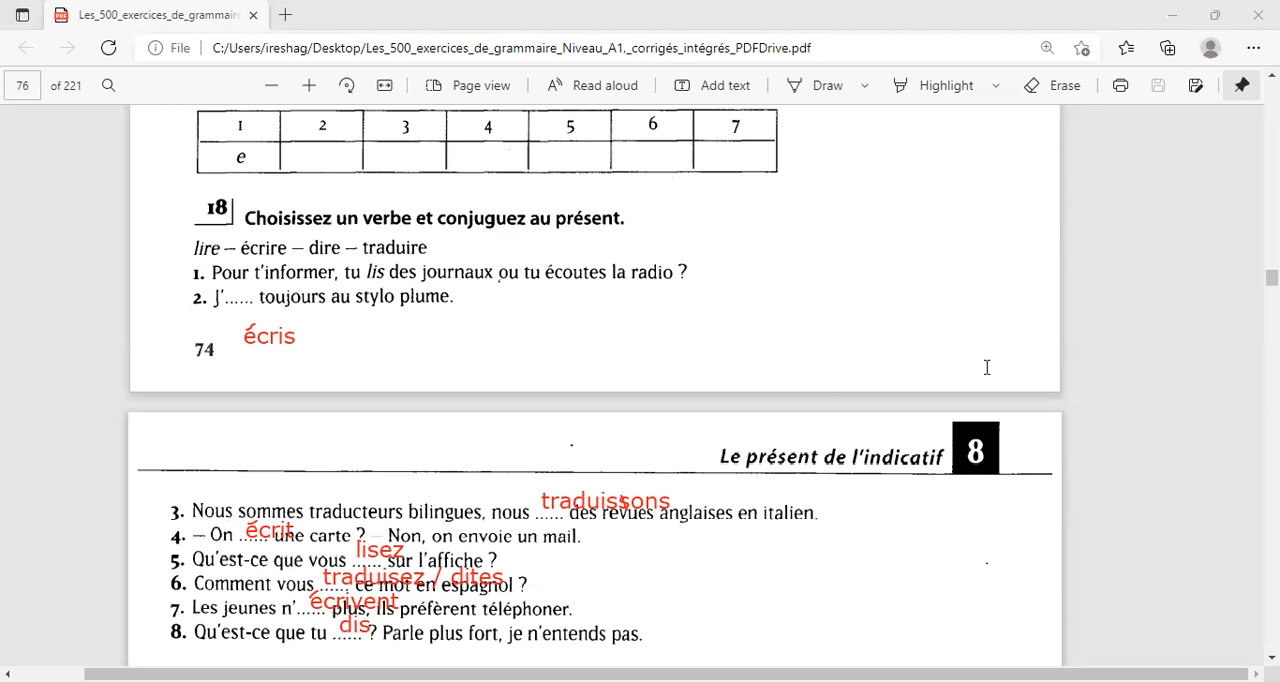 Les_500_exercices_de_grammaire
File C:/Users/ireshag/Desktop/Les_500_exercices_de_grammaire_Niveau_A1,_corrigés_intégrés_PDFDrive.pdf
76 of 221 Page view Read aloud Add text Draw Highlight Erase
1 2 3 4 5 6 7
e
18 Choisissez un verbe et conjuguez au présent.
lire – écrire – dire – traduire
1. Pour t'informer, tu lis des journaux ou tu écoutes la radio ?
2. J'...... toujours au stylo plume.
écris
74
Le présent de l'indicatif 8
traduissons
3. Nous sommes traducteurs bilingues, nous ...... des revues anglaises en italien.
écrit
4. – On ...... une carte ? – Non, on envoie un mail.
lisez
5. Qu'est-ce que vous ...... sur l'affiche ?
traduisez / dites
6. Comment vous ...... ce mot en espagnol ?
écrivent
7. Les jeunes n'...... plus, ils préfèrent téléphoner.
dis
8. Qu'est-ce que tu ...... ? Parle plus fort, je n'entends pas.